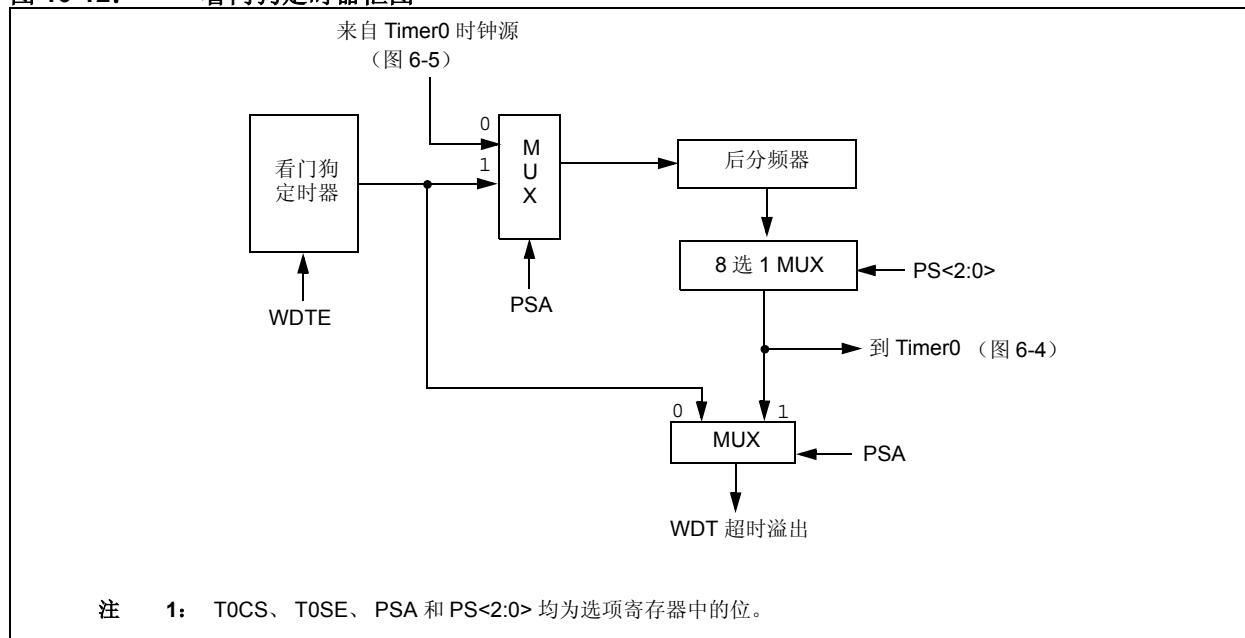 来自 Timer0 时钟源
（图 6-5）
0
1
M
U
X
看门狗
定时器
后分频器
8 选 1 MUX
PS<2:0>
WDTE
PSA
到 Timer0 （图 6-4）
0
1
MUX
PSA
WDT 超时溢出
注 1： T0CS、 T0SE、 PSA 和 PS<2:0> 均为选项寄存器中的位。